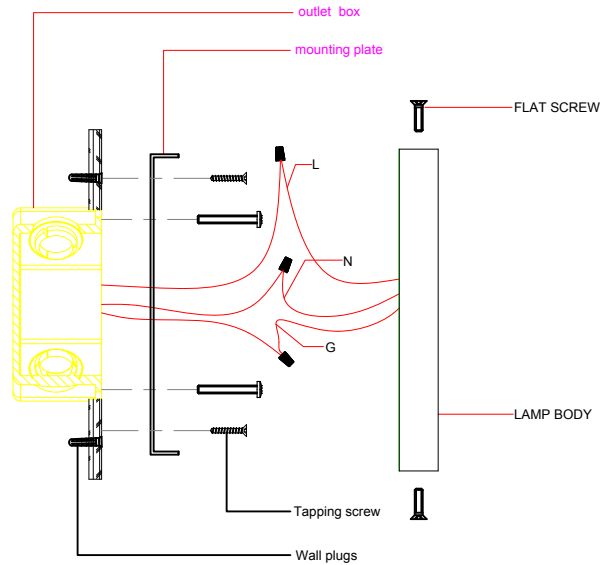 outlet box
mounting plate
FLAT SCREW
L
N
G
LAMP BODY
Tapping screw
Wall plugs